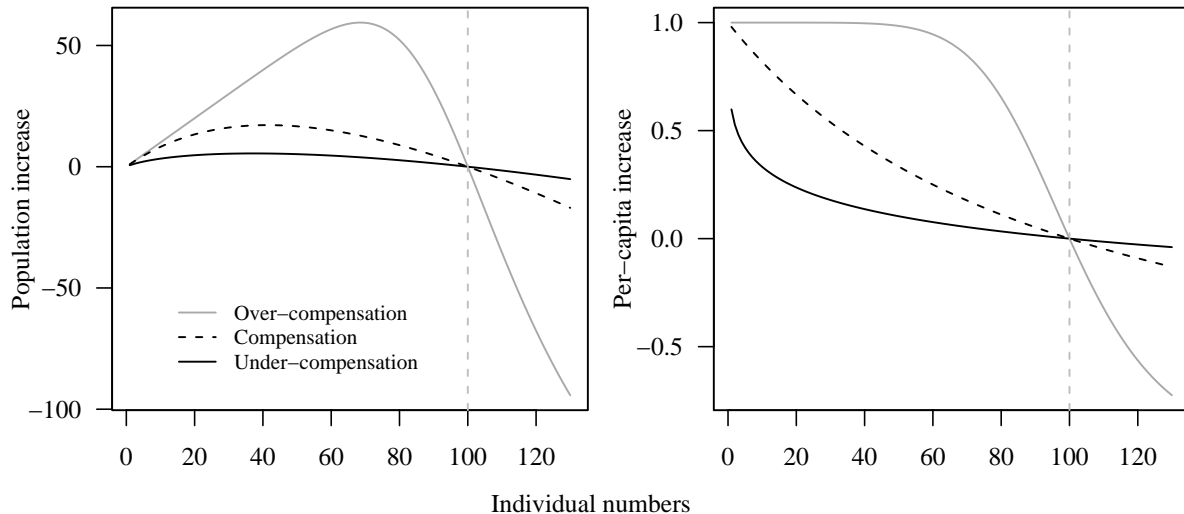 Population increase
50
0
−50
−100
0 20 40 60 80 100 120
Over−compensation
Compensation
Under−compensation
Per−capita increase
1.0
0.5
0.0
−0.5
0 20 40 60 80 100 120
Individual numbers